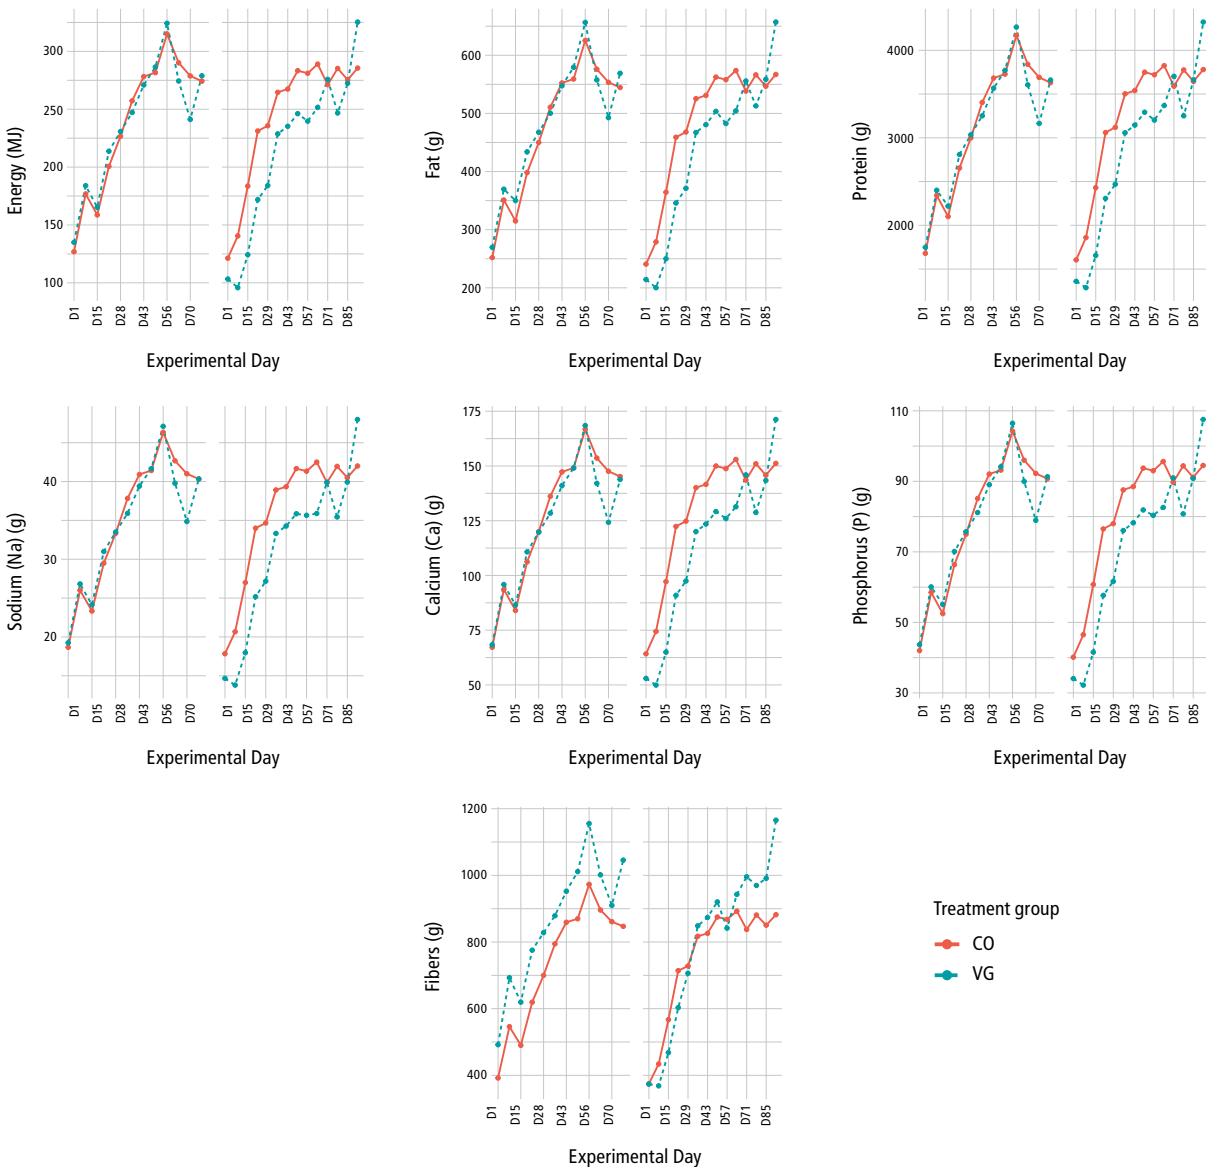 Energy (MJ)
300
250
200
150
100
D1 D15 D28 D43 D56 D70 D1 D15 D29 D43 D57 D71 D85
Experimental Day
Fat (g)
600
500
400
300
200
D1 D15 D28 D43 D56 D70 D1 D15 D29 D43 D57 D71 D85
Experimental Day
Protein (g)
4000
3000
2000
D1 D15 D28 D43 D56 D70 D1 D15 D29 D43 D57 D71 D85
Experimental Day
Sodium (Na) (g)
40
30
20
D1 D15 D28 D43 D56 D70 D1 D15 D29 D43 D57 D71 D85
Experimental Day
Calcium (Ca) (g)
175
150
125
100
75
50
D1 D15 D28 D43 D56 D70 D1 D15 D29 D43 D57 D71 D85
Experimental Day
Phosphorus (P) (g)
110
90
70
50
30
D1 D15 D28 D43 D56 D70 D1 D15 D29 D43 D57 D71 D85
Experimental Day
Fibers (g)
1200
1000
800
600
400
D1 D15 D28 D43 D56 D70 D1 D15 D29 D43 D57 D71 D85
Experimental Day
Treatment group
CO
VG